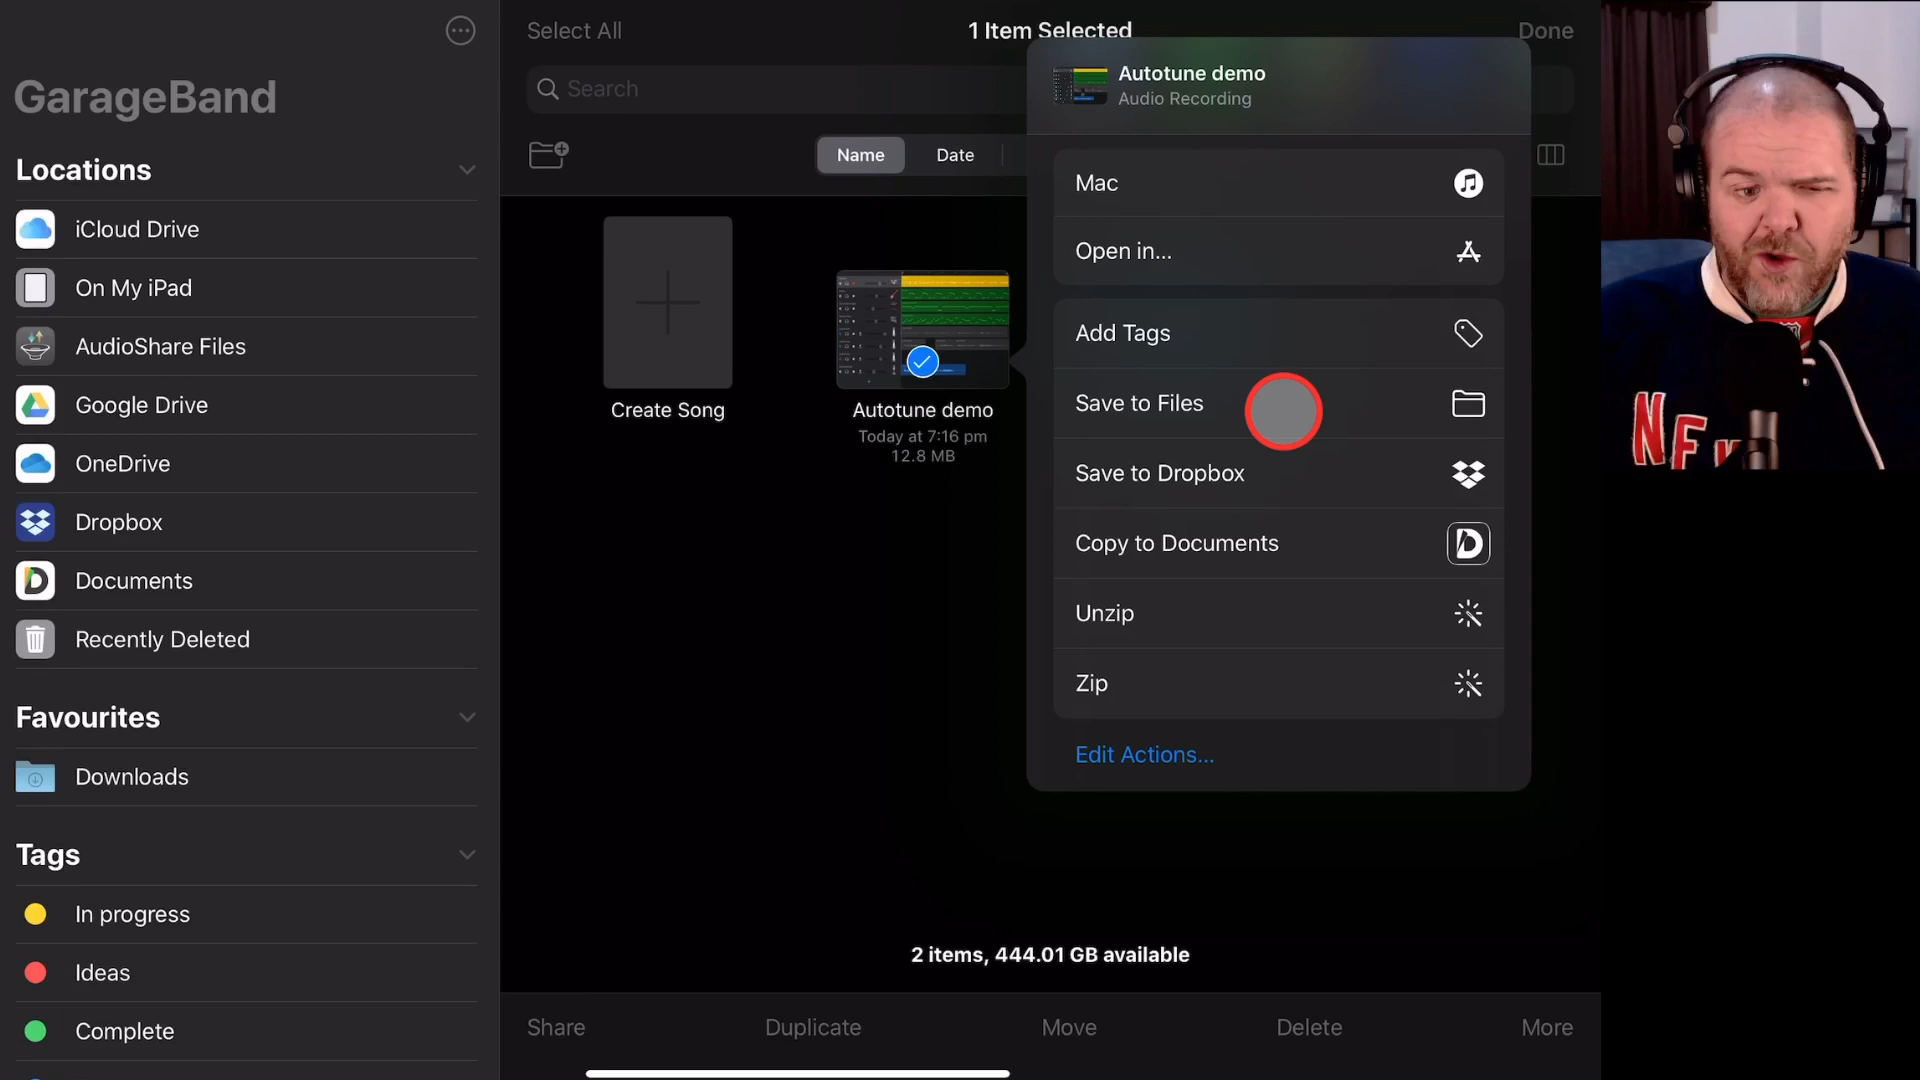 GarageBand
Locations
iCloud Drive
On My iPad
AudioShare Files
Google Drive
OneDrive
Dropbox
Documents
Recently Deleted
Favourites
Downloads
Tags
In progress
Ideas
Complete
Select All
1 Item Selected
Done
Search
Name
Date
Create Song
Autotune demo
Today at 7:16 pm
12.8 MB
Autotune demo
Audio Recording
Mac
Open in...
Add Tags
Save to Files
Save to Dropbox
Copy to Documents
Unzip
Zip
Edit Actions...
2 items, 444.01 GB available
Share
Duplicate
Move
Delete
More